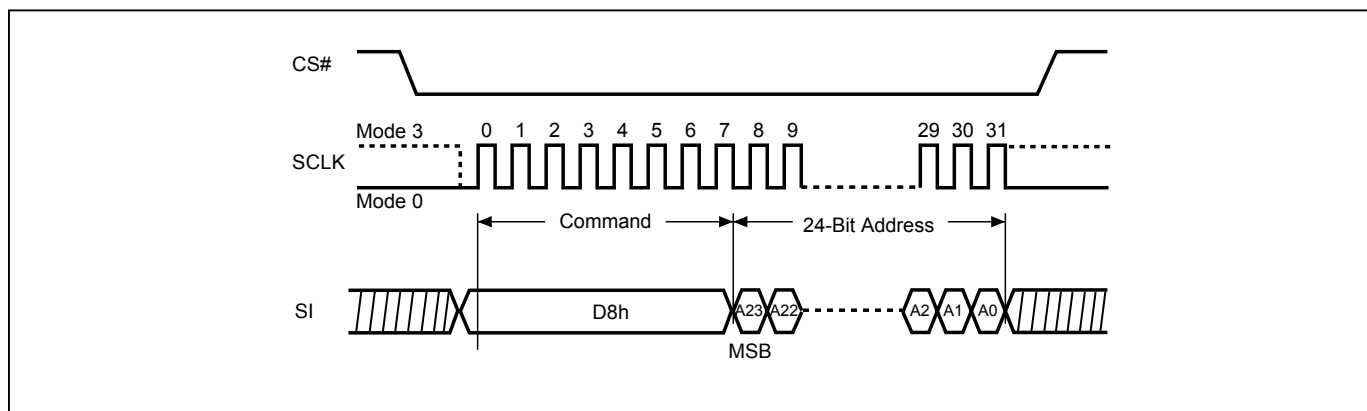 CS#
Mode 3
0 1 2 3 4 5 6 7 8 9 29 30 31
SCLK
Mode 0
Command
24-Bit Address
SI
D8h
A23 A22 A2 A1 A0
MSB